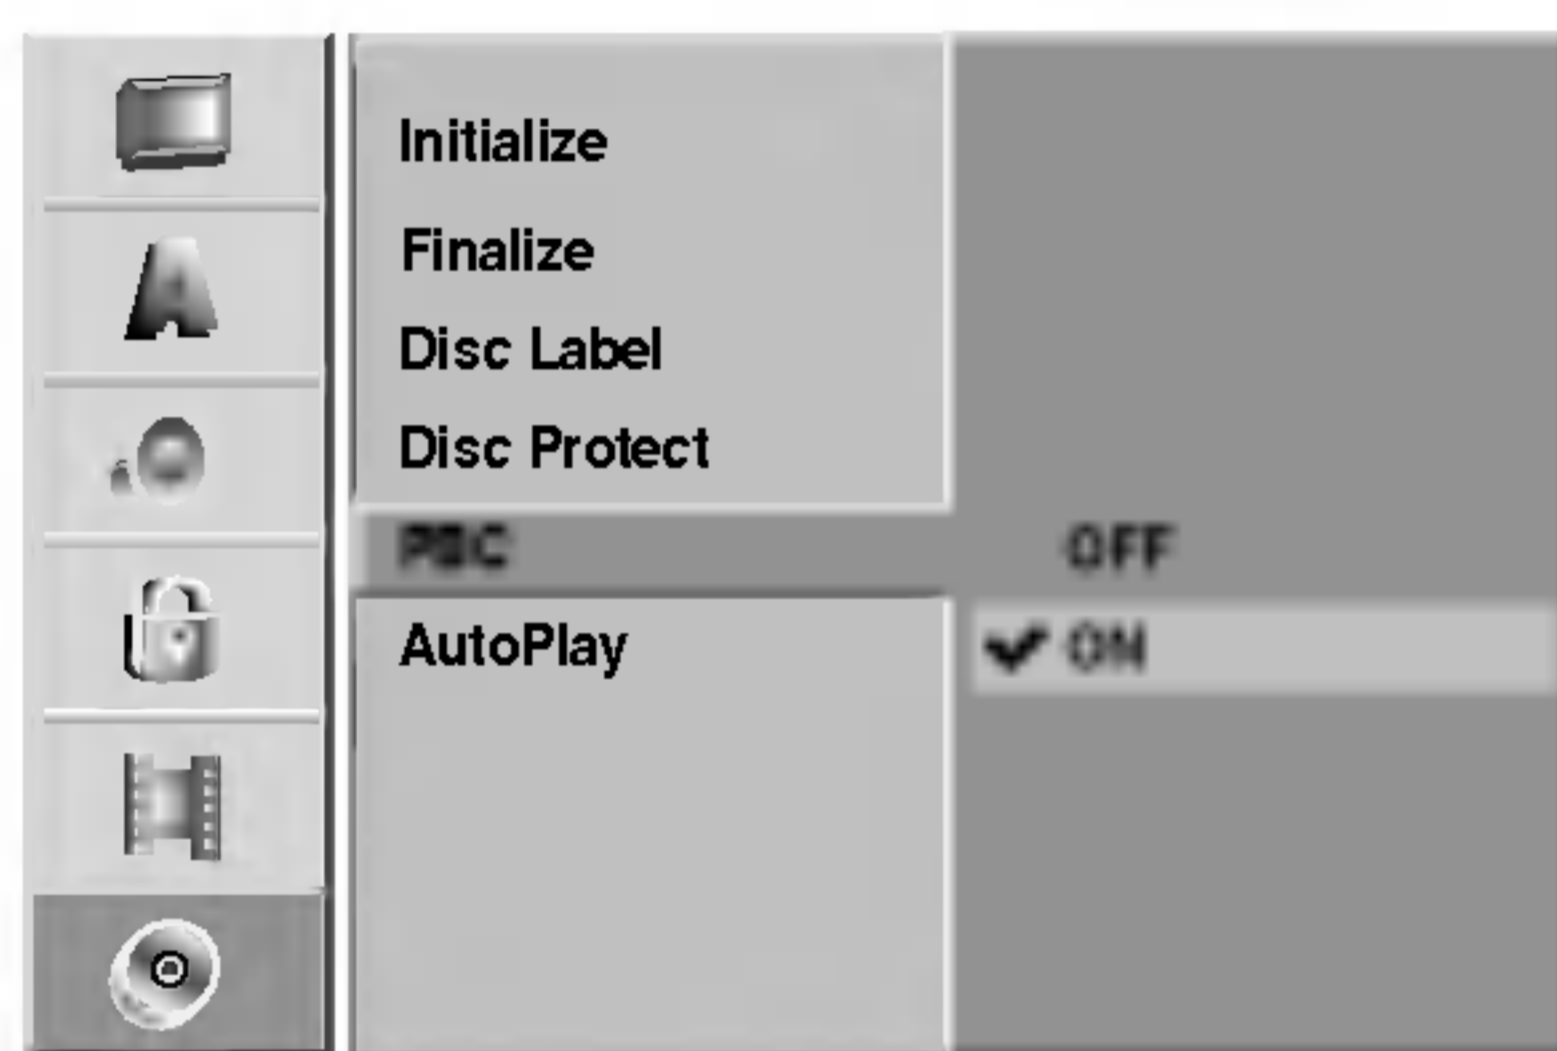 Initialize
Finalize
Disc Label
Disc Protect
PBC OFF
AutoPlay ON